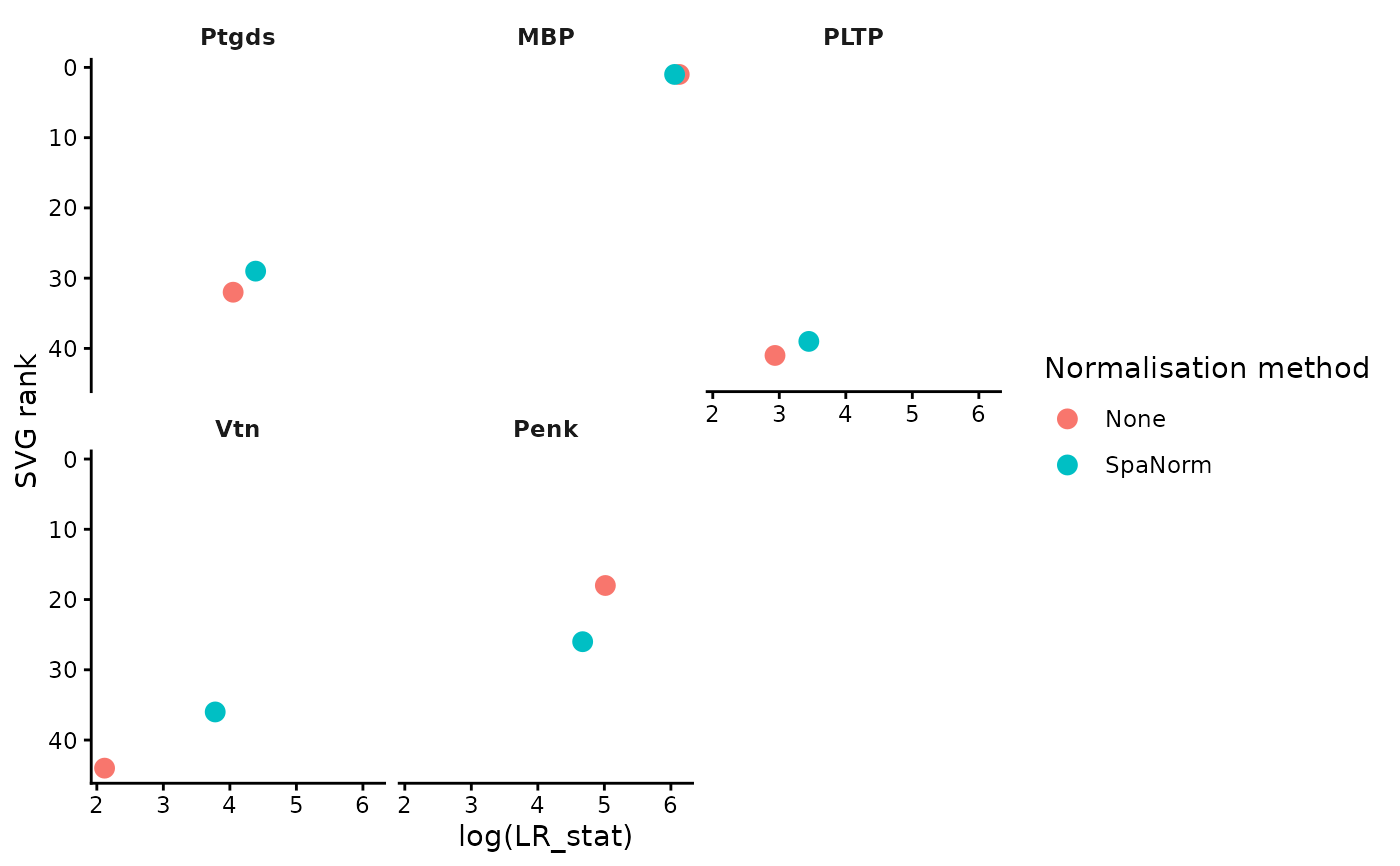 Ptgds MBP PLTP
0
10
20
30
40
2 3 4 5 6
Vtn Penk
0
10
20
30
40
2 3 4 5 6 2 3 4 5 6
SVG rank
log(LR_stat)
Normalisation method
None
SpaNorm